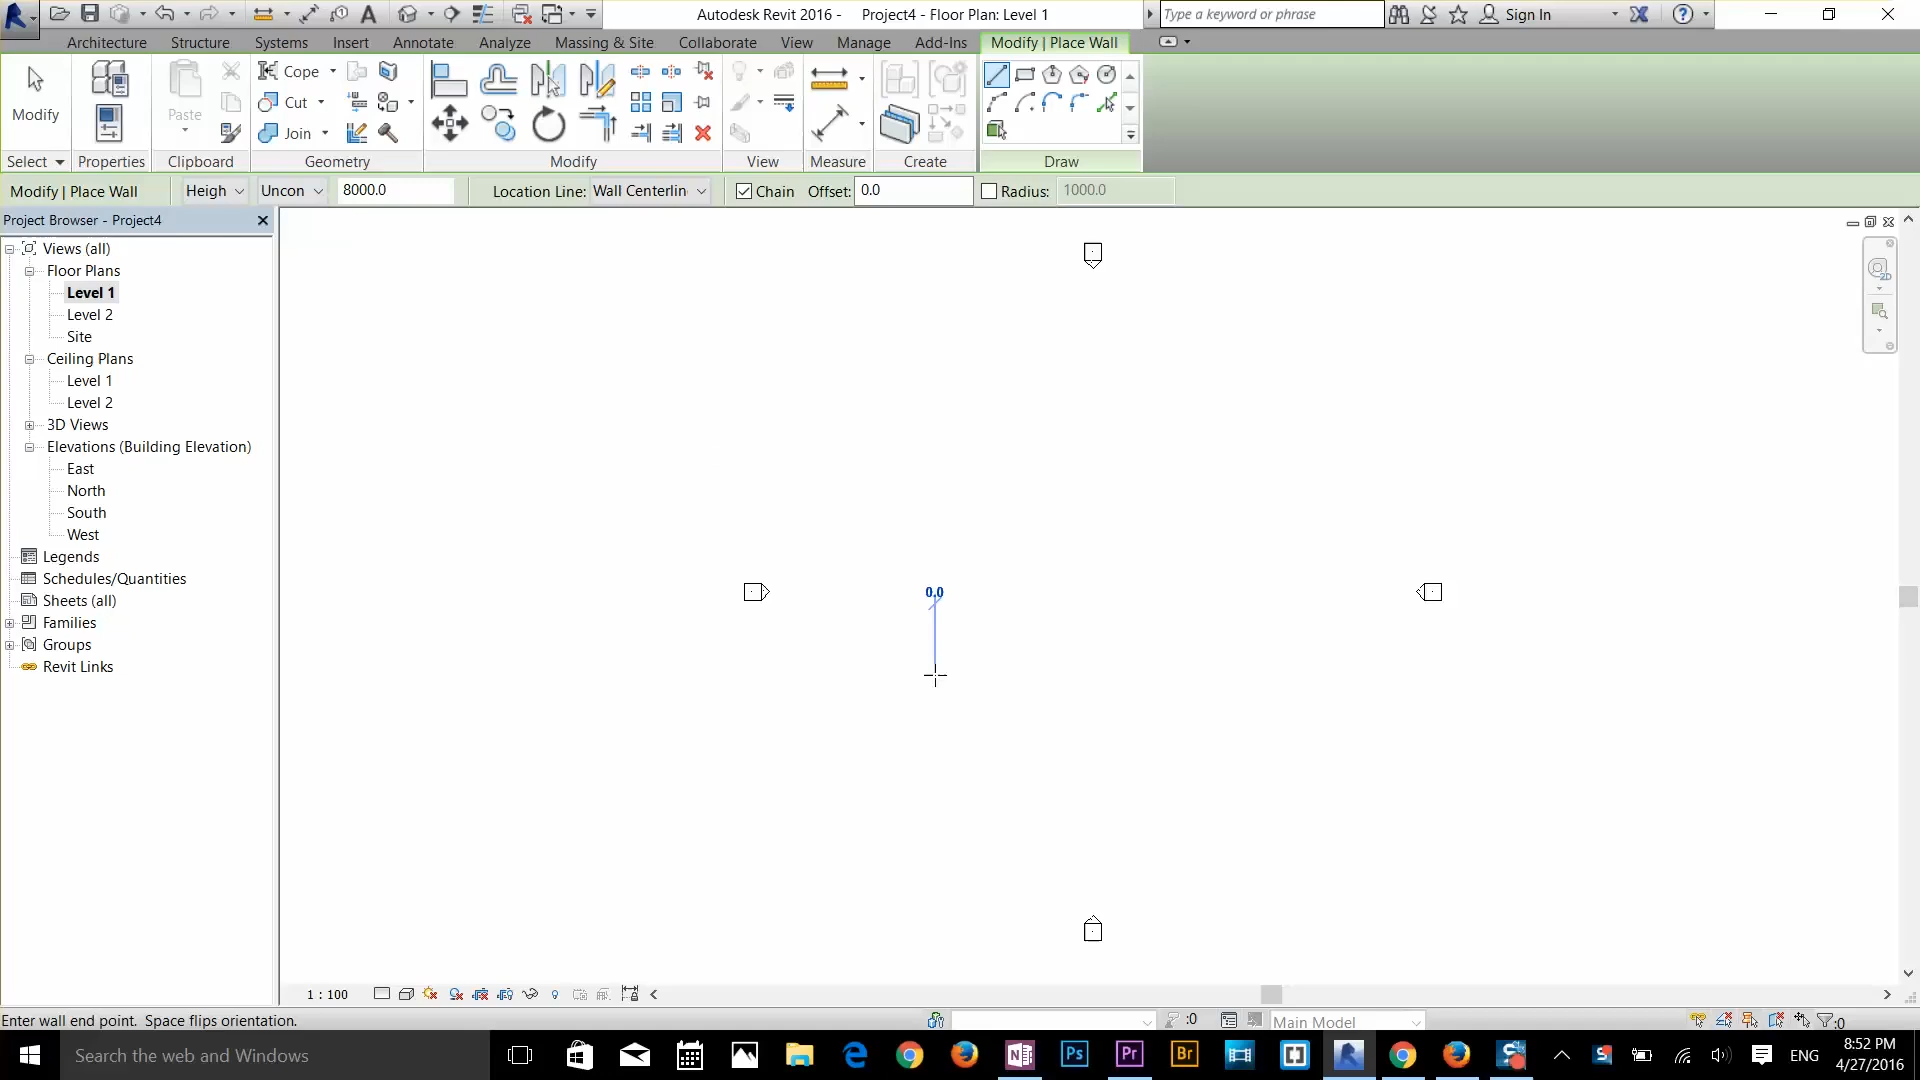 Autodesk Revit 2016 - Project4 - Floor Plan: Level 1
Type a keyword or phrase
Sign In
Architecture Structure Systems Insert Annotate Analyze Massing & Site Collaborate View Manage Add-Ins Modify | Place Wall
Modify
Paste
Cope
Cut
Join
Select Properties Clipboard Geometry Modify View Measure Create Draw
Modify | Place Wall Heigh Uncon 8000.0 Location Line: Wall Centerlin Chain Offset: 0.0 Radius: 1000.0
Project Browser - Project4
Views (all)
Floor Plans
Level 1
Level 2
Site
Ceiling Plans
Level 1
Level 2
3D Views
Elevations (Building Elevation)
East
North
South
West
Legends
Schedules/Quantities
Sheets (all)
Families
Groups
Revit Links
2D
0.0
1 : 100
Enter wall end point. Space flips orientation.
:0
Main Model
:0
Search the web and Windows
N
Ps
Pr
Br
ENG
8:52 PM
4/27/2016